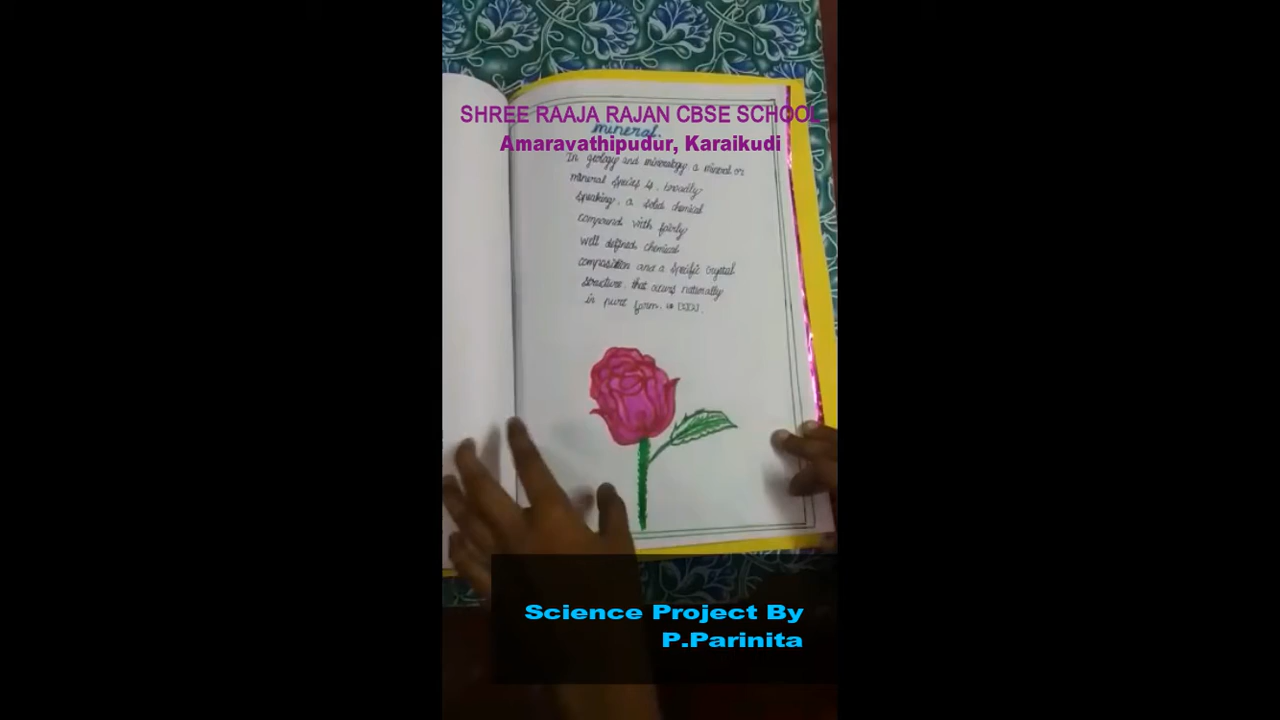 SHREE RAAJA RAJAN CBSE SCHOOL
mineral.
Amaravathipudur, Karaikudi
In geology and mineralogy, a mineral or
mineral species is, broadly
speaking, a solid chemical
compound with fairly
well defined chemical
composition and a specific crystal
structure, that occurs naturally
in pure form.
Science Project By
P.Parinita